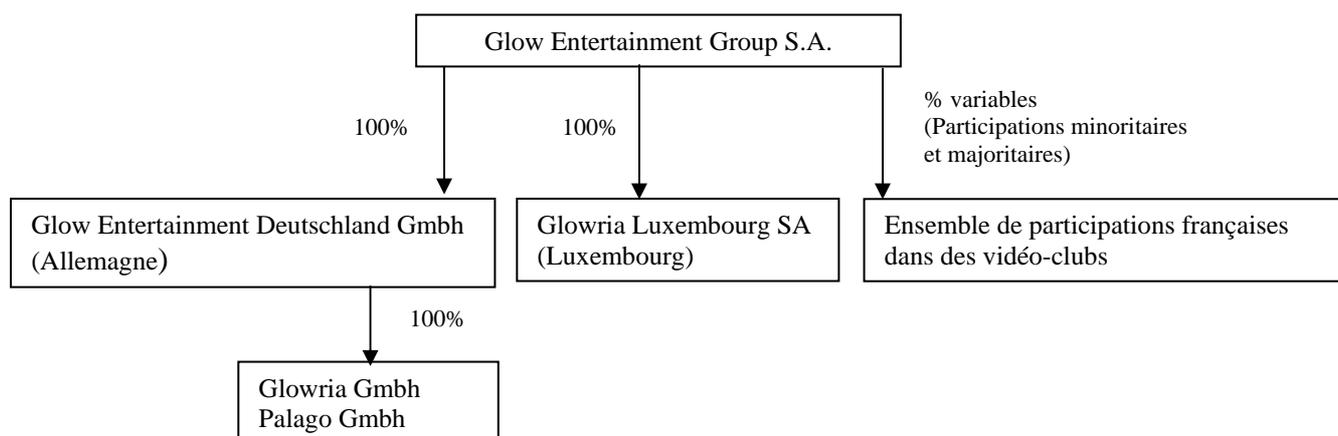 Glow Entertainment Group S.A.
% variables
(Participations minoritaires
et majoritaires)
100%
100%
Glow Entertainment Deutschland Gmbh
(Allemagne)
Glowria Luxembourg SA
(Luxembourg)
Ensemble de participations françaises
dans des vidéo-clubs
100%
Glowria Gmbh
Palago Gmbh